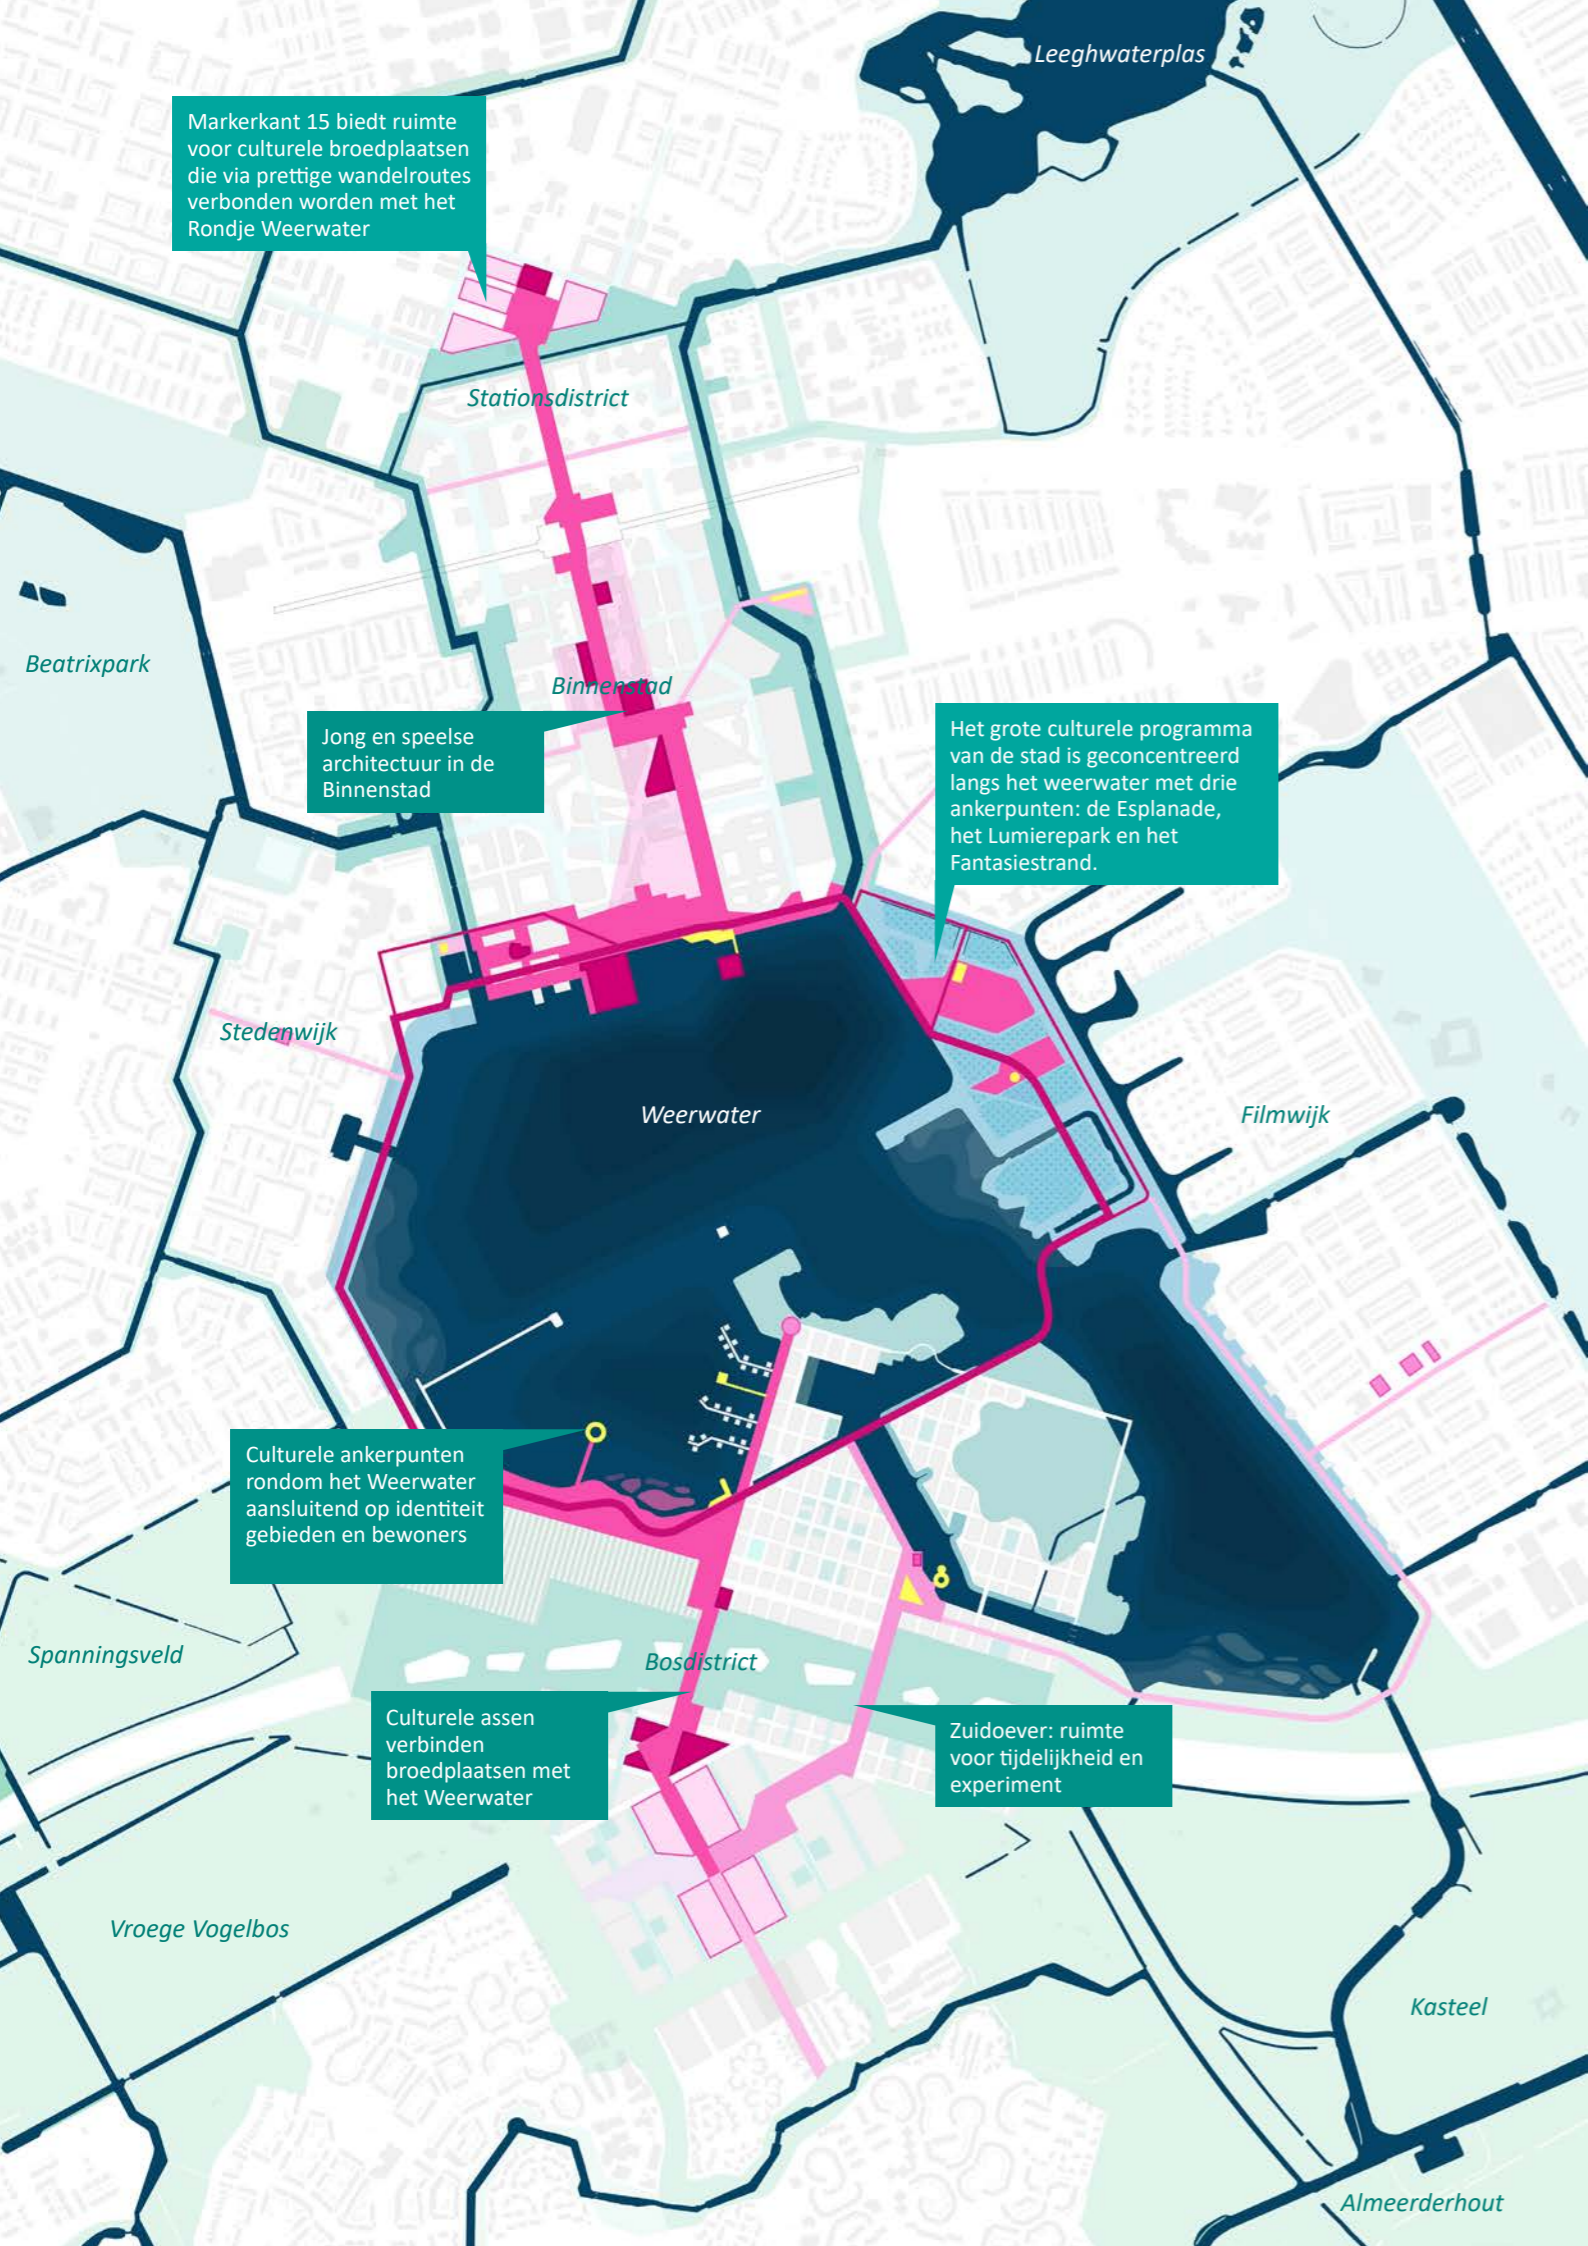 Leeghwaterplas
Markerkant 15 biedt ruimte
voor culturele broedplaatsen
die via prettige wandelroutes
verbonden worden met het
Rondje Weerwater
Stationsdistrict
Beatrixpark
Binnenstad
Jong en speelse
architectuur in de
Binnenstad
Het grote culturele programma
van de stad is geconcentreerd
langs het weerwater met drie
ankerpunten: de Esplanade,
het Lumierepark en het
Fantasiestrand.
Stedenwijk
Weerwater
Filmwijk
Culturele ankerpunten
rondom het Weerwater
aansluitend op identiteit
gebieden en bewoners
Spanningsveld
Bosdistrict
Culturele assen
verbinden
broedplaatsen met
het Weerwater
Zuidoever: ruimte
voor tijdelijkheid en
experiment
Vroege Vogelbos
Kasteel
Almeerderhout